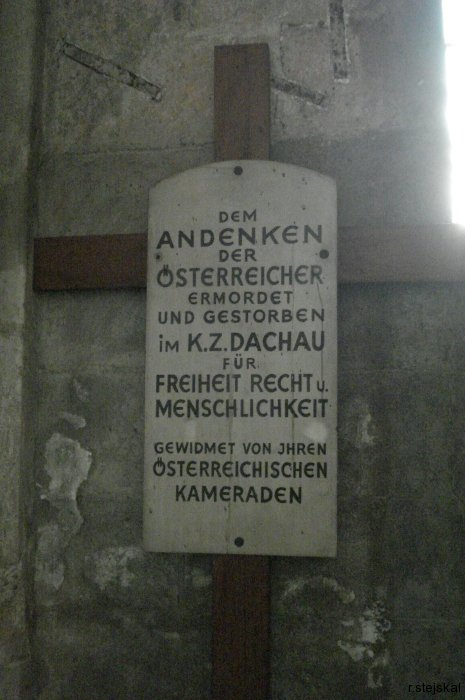 DEM
ANDENKEN
DER
ÖSTERREICHER
ERMORDET
UND GESTORBEN
IM K.Z. DACHAU
FÜR
FREIHEIT RECHT U.
MENSCHLICHKEIT
GEWIDMET VON JHREN
ÖSTERREICHISCHEN
KAMERADEN
r.stejskal